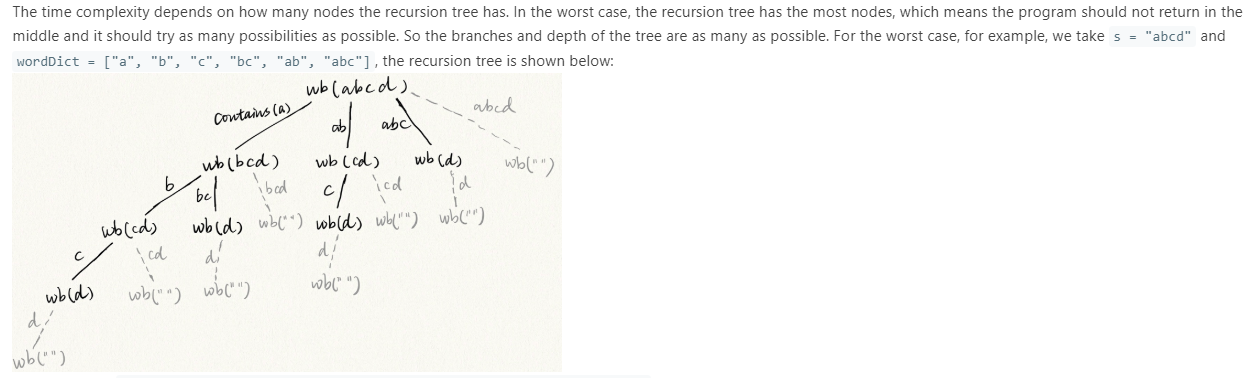 The time complexity depends on how many nodes the recursion tree has. In the worst case, the recursion tree has the most nodes, which means the program should not return in the
middle and it should try as many possibilities as possible. So the branches and depth of the tree are as many as possible. For the worst case, for example, we take s = "abcd" and
wordDict = ["a", "b", "c", "bc", "ab", "abc"], the recursion tree is shown below:
wb(abcd)
contains(a) ab abc abcd
wb(bcd) wb(cd) wb(d) wb("")
b bc bcd c cd d
wb(cd) wb(d) wb("") wb(d) wb("") wb("")
c cd d d
wb(d) wb("") wb("") wb("")
d
wb("")